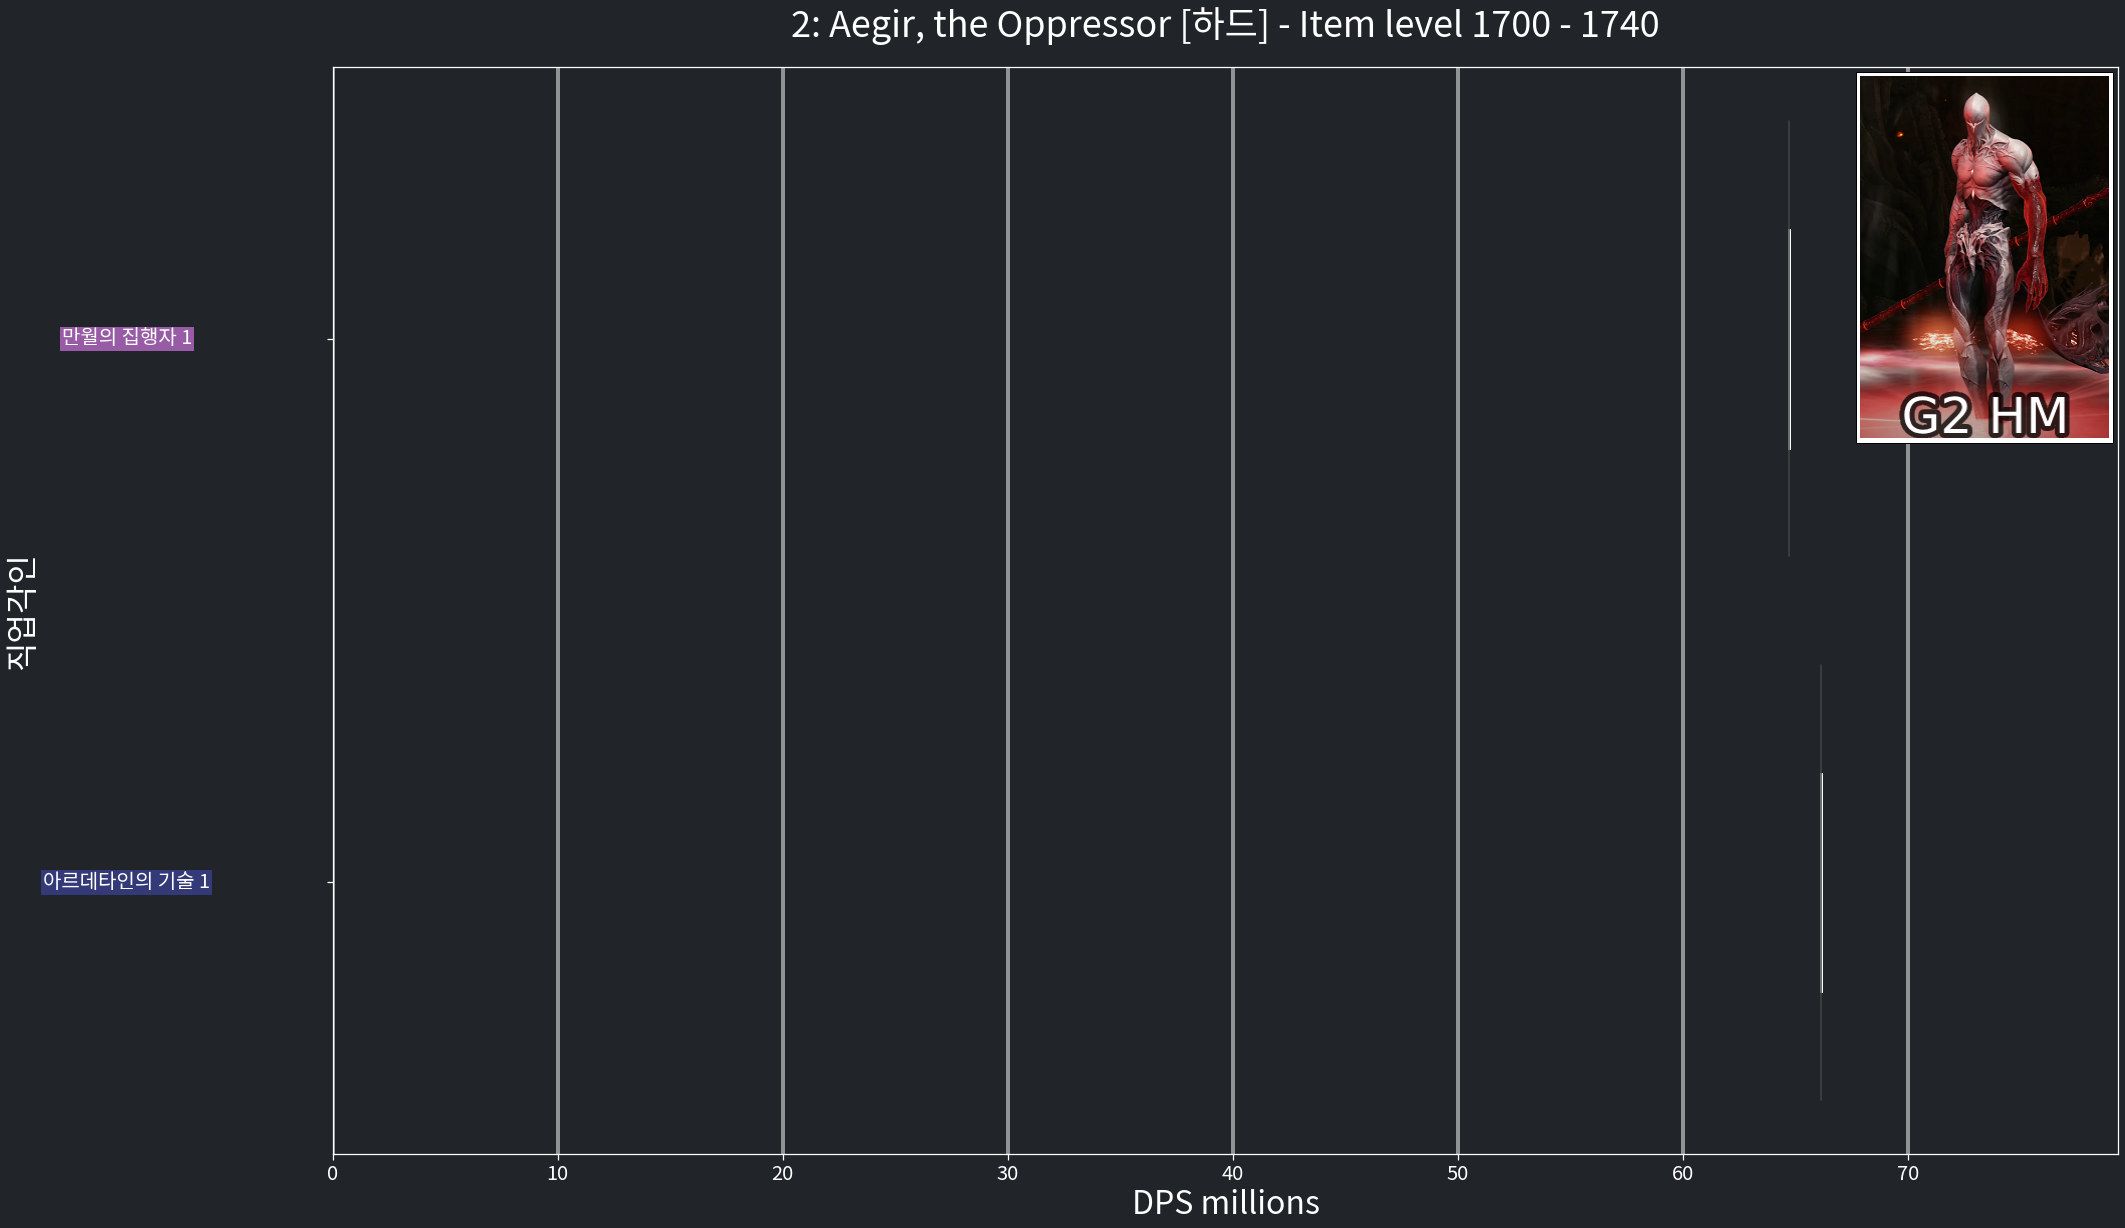 2: Aegir, the Oppressor [하드] - Item level 1700 - 1740
G2 HM
만월의 집행자 1
직업각인
아르데타인의 기술 1
0 10 20 30 40 50 60 70
DPS millions